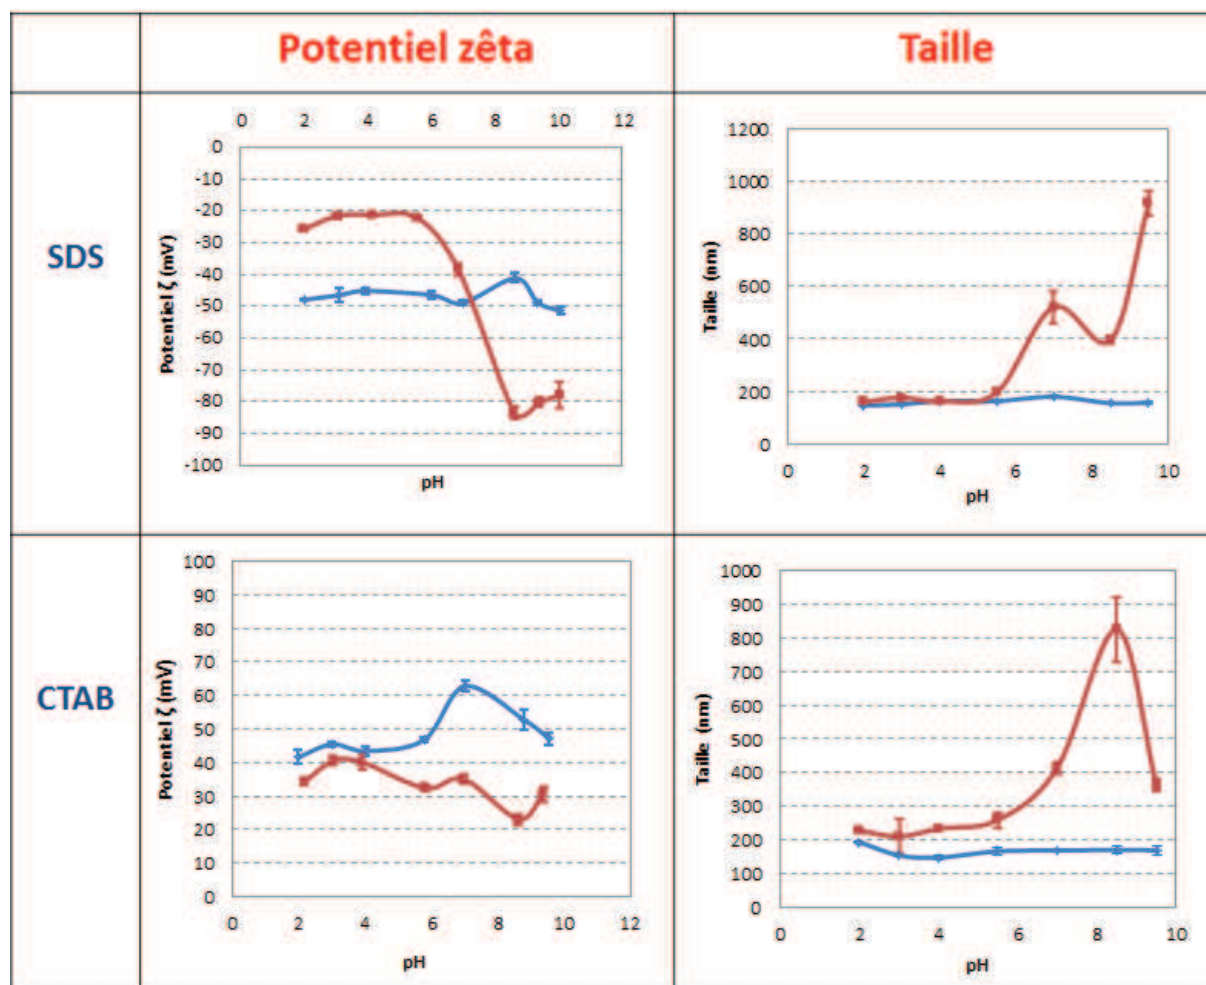 Potentiel zêta
Taille
SDS
0 2 4 6 8 10 12
0
-10
-20
-30
-40
-50
-60
-70
-80
-90
-100
Potentiel ζ (mV)
pH
1200
1000
800
600
400
200
0
Taille (nm)
0 2 4 6 8 10
pH
CTAB
100
90
80
70
60
50
40
30
20
10
0
Potentiel ζ (mV)
0 2 4 6 8 10 12
pH
1000
900
800
700
600
500
400
300
200
100
0
Taille (nm)
0 2 4 6 8 10
pH